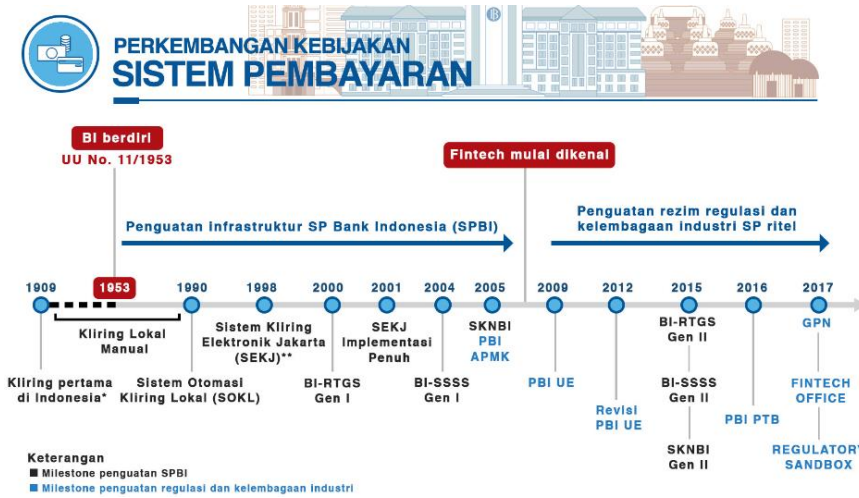 PERKEMBANGAN KEBIJAKAN
SISTEM PEMBAYARAN
BI berdiri
UU No. 11/1953
Fintech mulai dikenal
Penguatan infrastruktur SP Bank Indonesia (SPBI)
Penguatan rezim regulasi dan
kelembagaan industri SP ritel
1909
1953
1990
1998
2000
2001
2004
2005
2009
2012
2015
2016
2017
Kliring Lokal
Manual
Kliring pertama
di Indonesia*
Sistem Otomasi
Kliring Lokal (SOKL)
Sistem Kliring
Elektronik Jakarta
(SEKJ)**
BI-RTGS
Gen I
SEKJ
Implementasi
Penuh
BI-SSSS
Gen I
SKNBI
PBI
APMK
PBI UE
Revisi
PBI UE
BI-RTGS
Gen II
BI-SSSS
Gen II
SKNBI
Gen II
PBI PTB
GPN
FINTECH
OFFICE
REGULATORY
SANDBOX
Keterangan
Milestone penguatan SPBI
Milestone penguatan regulasi dan kelembagaan industri